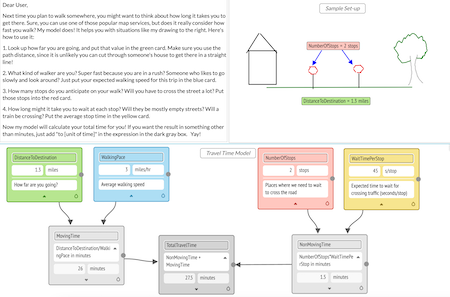 Dear User,
Next time you plan to walk somewhere, you might want to think about how long it takes you to
get there. Sure, you can use one of those popular map services, but does it really consider how
fast you walk? My model does! It helps you with situations like my drawing to the right. Here's
how to use it:
1. Look up how far you are going, and put that value in the green card. Make sure you use the
path distance, since it is unlikely you can cut through someone's house to get there in a straight
line!
2. What kind of walker are you? Super fast because you are in a rush? Someone who likes to go
slowly and look around? Just put your expected walking speed for this trip in the blue card.
3. How many stops do you anticipate on your walk? Will you have to cross the street a lot? Put
those stops into the red card.
4. How long might it take you to wait at each stop? Will they be mostly empty streets? Will a
train be crossing? Put the average stop time in the yellow card.
Now my model will calculate your total time for you! If you want the result in something other
than minutes, just add "to [unit of time]" in the expression in the dark gray box. Yay!
Sample Set-up
NumberOfStops = 2 stops
DistanceToDestination = 1.3 miles
Travel Time Model
DistanceToDestination
1.3 miles
How far are you going?
WalkingPace
3 miles/hr
Average walking speed
NumberOfStops
2 stops
Places where we need to wait
to cross the road
WaitTimePerStop
45 s/stop
Expected time to wait for
crossing traffic (seconds/stop)
MovingTime
DistanceToDestination/Walki
ngPace in minutes
26 minutes
TotalTravelTime
NonMovingTime +
MovingTime
27.5 minutes
NonMovingTime
NumberOfStops*WaitTimePe
rStop in minutes
1.5 minutes